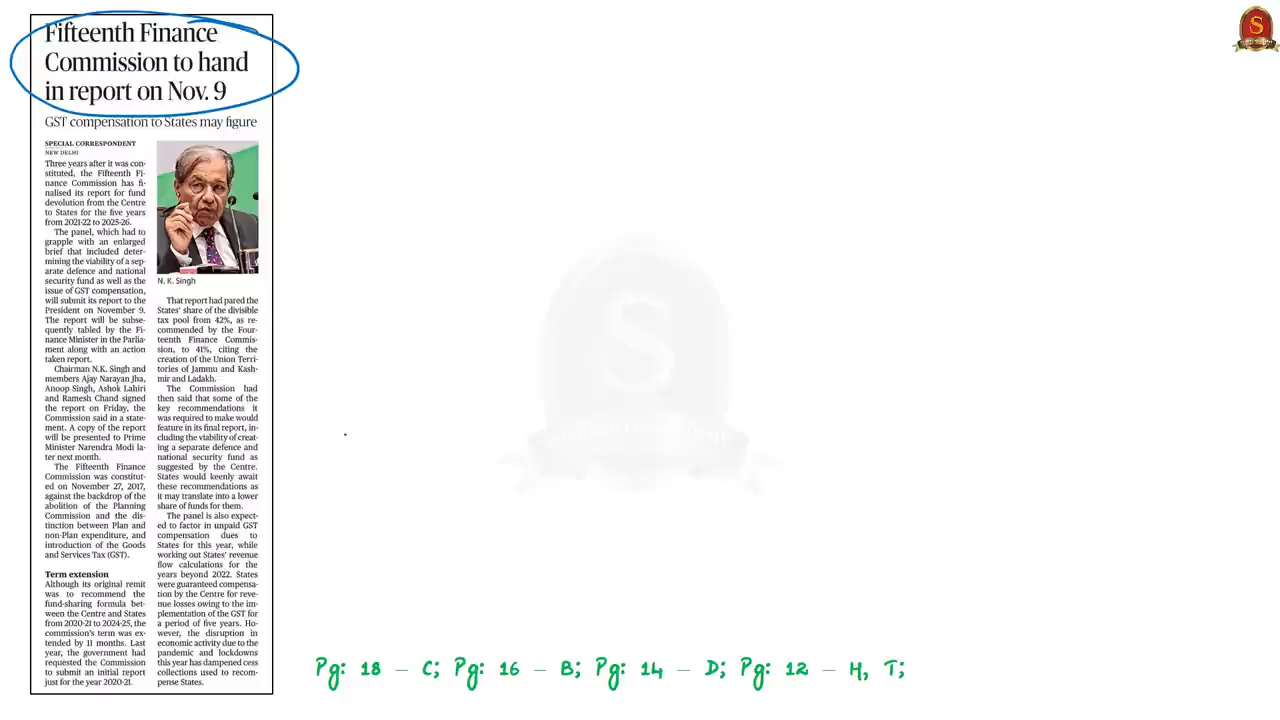 Fifteenth Finance
Commission to hand
in report on Nov. 9
GST compensation to States may figure
SPECIAL CORRESPONDENT
NEW DELHI
Three years after it was con-
stituted, the Fifteenth Fi-
nance Commission has fi-
nalised its report for fund
devolution from the Centre
to States for the five years
from 2021-22 to 2025-26.
The panel, which had to
grapple with an enlarged
brief that included deter-
mining the viability of a sep-
arate defence and national
security fund as well as the
issue of GST compensation,
will submit its report to the
President on November 9.
The report will be subse-
quently tabled by the Fi-
nance Minister in the Parlia-
ment along with an action
taken report.
Chairman N.K. Singh and
members Ajay Narayan Jha,
Anoop Singh, Ashok Lahiri
and Ramesh Chand signed
the report on Friday, the
Commission said in a state-
ment. A copy of the report
will be presented to Prime
Minister Narendra Modi la-
ter next month.
The Fifteenth Finance
Commission was constitut-
ed on November 27, 2017,
against the backdrop of the
abolition of the Planning
Commission and the dis-
tinction between Plan and
non-Plan expenditure, and
introduction of the Goods
and Services Tax (GST).
Term extension
Although its original remit
was to recommend the
fund-sharing formula bet-
ween the Centre and States
from 2020-21 to 2024-25, the
commission's term was ex-
tended by 11 months. Last
year, the government had
requested the Commission
to submit an initial report
just for the year 2020-21.
N. K. Singh
That report had pared the
States' share of the divisible
tax pool from 42%, as re-
commended by the Four-
teenth Finance Commis-
sion, to 41%, citing the
creation of the Union Terri-
tories of Jammu and Kash-
mir and Ladakh.
The Commission had
then said that some of the
key recommendations it
was required to make would
feature in its final report, in-
cluding the viability of creat-
ing a separate defence and
national security fund as
suggested by the Centre.
States would keenly await
these recommendations as
it may translate into a lower
share of funds for them.
The panel is also expect-
ed to factor in unpaid GST
compensation dues to
States for this year, while
working out States' revenue
flow calculations for the
years beyond 2022. States
were guaranteed compensa-
tion by the Centre for reve-
nue losses owing to the im-
plementation of the GST for
a period of five years. Ho-
wever, the disruption in
economic activity due to the
pandemic and lockdowns
this year has dampened cess
collections used to recom-
pense States.
Pg: 18 – C; Pg: 16 – B; Pg: 14 – D; Pg: 12 – H, T;
S
S